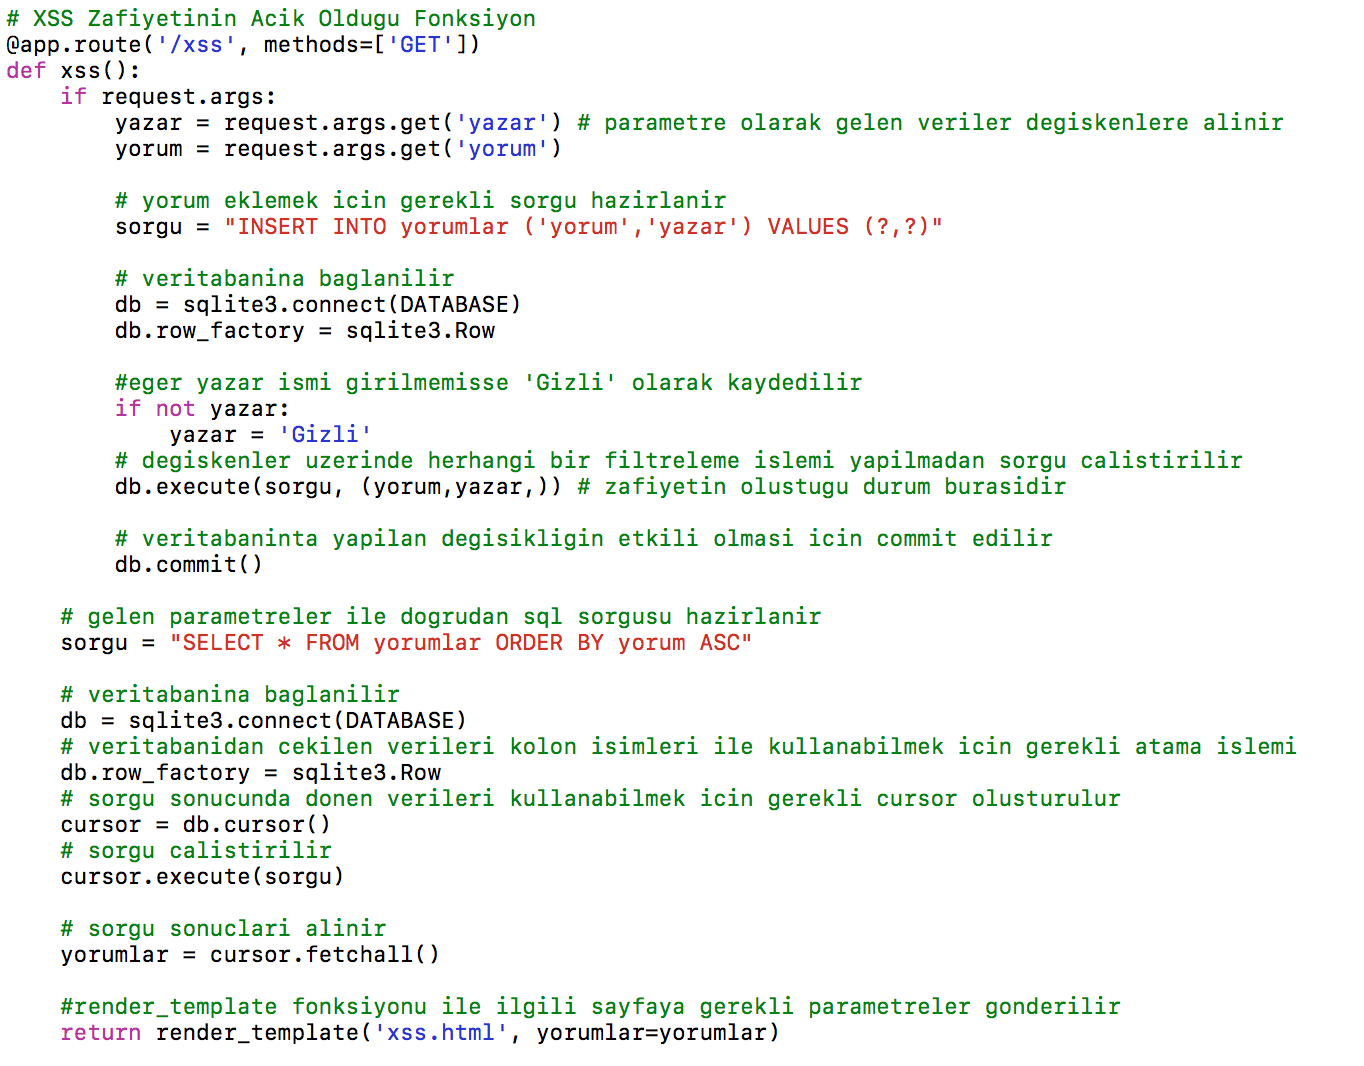 # XSS Zafiyetinin Acik Oldugu Fonksiyon
@app.route('/xss', methods=['GET'])
def xss():
    if request.args:
        yazar = request.args.get('yazar') # parametre olarak gelen veriler degiskenlere alinir
        yorum = request.args.get('yorum')

        # yorum eklemek icin gerekli sorgu hazirlanir
        sorgu = "INSERT INTO yorumlar ('yorum','yazar') VALUES (?,?)"

        # veritabanina baglanilir
        db = sqlite3.connect(DATABASE)
        db.row_factory = sqlite3.Row

        #eger yazar ismi girilmemisse 'Gizli' olarak kaydedilir
        if not yazar:
            yazar = 'Gizli'
        # degiskenler uzerinde herhangi bir filtreleme islemi yapilmadan sorgu calistirilir
        db.execute(sorgu, (yorum,yazar,)) # zafiyetin olustugu durum burasidir

        # veritabaninta yapilan degisikligin etkili olmasi icin commit edilir
        db.commit()

    # gelen parametreler ile dogrudan sql sorgusu hazirlanir
    sorgu = "SELECT * FROM yorumlar ORDER BY yorum ASC"

    # veritabanina baglanilir
    db = sqlite3.connect(DATABASE)
    # veritabanidan cekilen verileri kolon isimleri ile kullanabilmek icin gerekli atama islemi
    db.row_factory = sqlite3.Row
    # sorgu sonucunda donen verileri kullanabilmek icin gerekli cursor olusturulur
    cursor = db.cursor()
    # sorgu calistirilir
    cursor.execute(sorgu)

    # sorgu sonuclari alinir
    yorumlar = cursor.fetchall()

    #render_template fonksiyonu ile ilgili sayfaya gerekli parametreler gonderilir
    return render_template('xss.html', yorumlar=yorumlar)